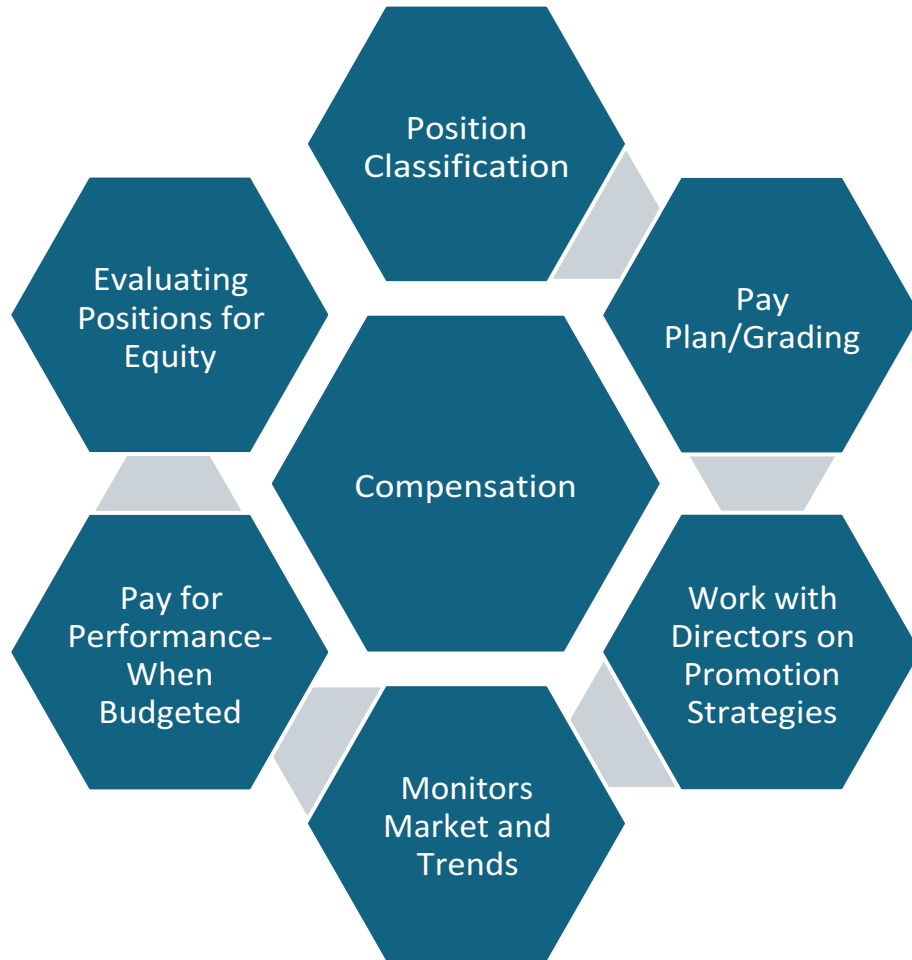 Position
Classification
Pay
Plan/Grading
Work with
Directors on
Promotion
Strategies
Monitors
Market and
Trends
Pay for
Performance-
When
Budgeted
Evaluating
Positions for
Equity
Compensation